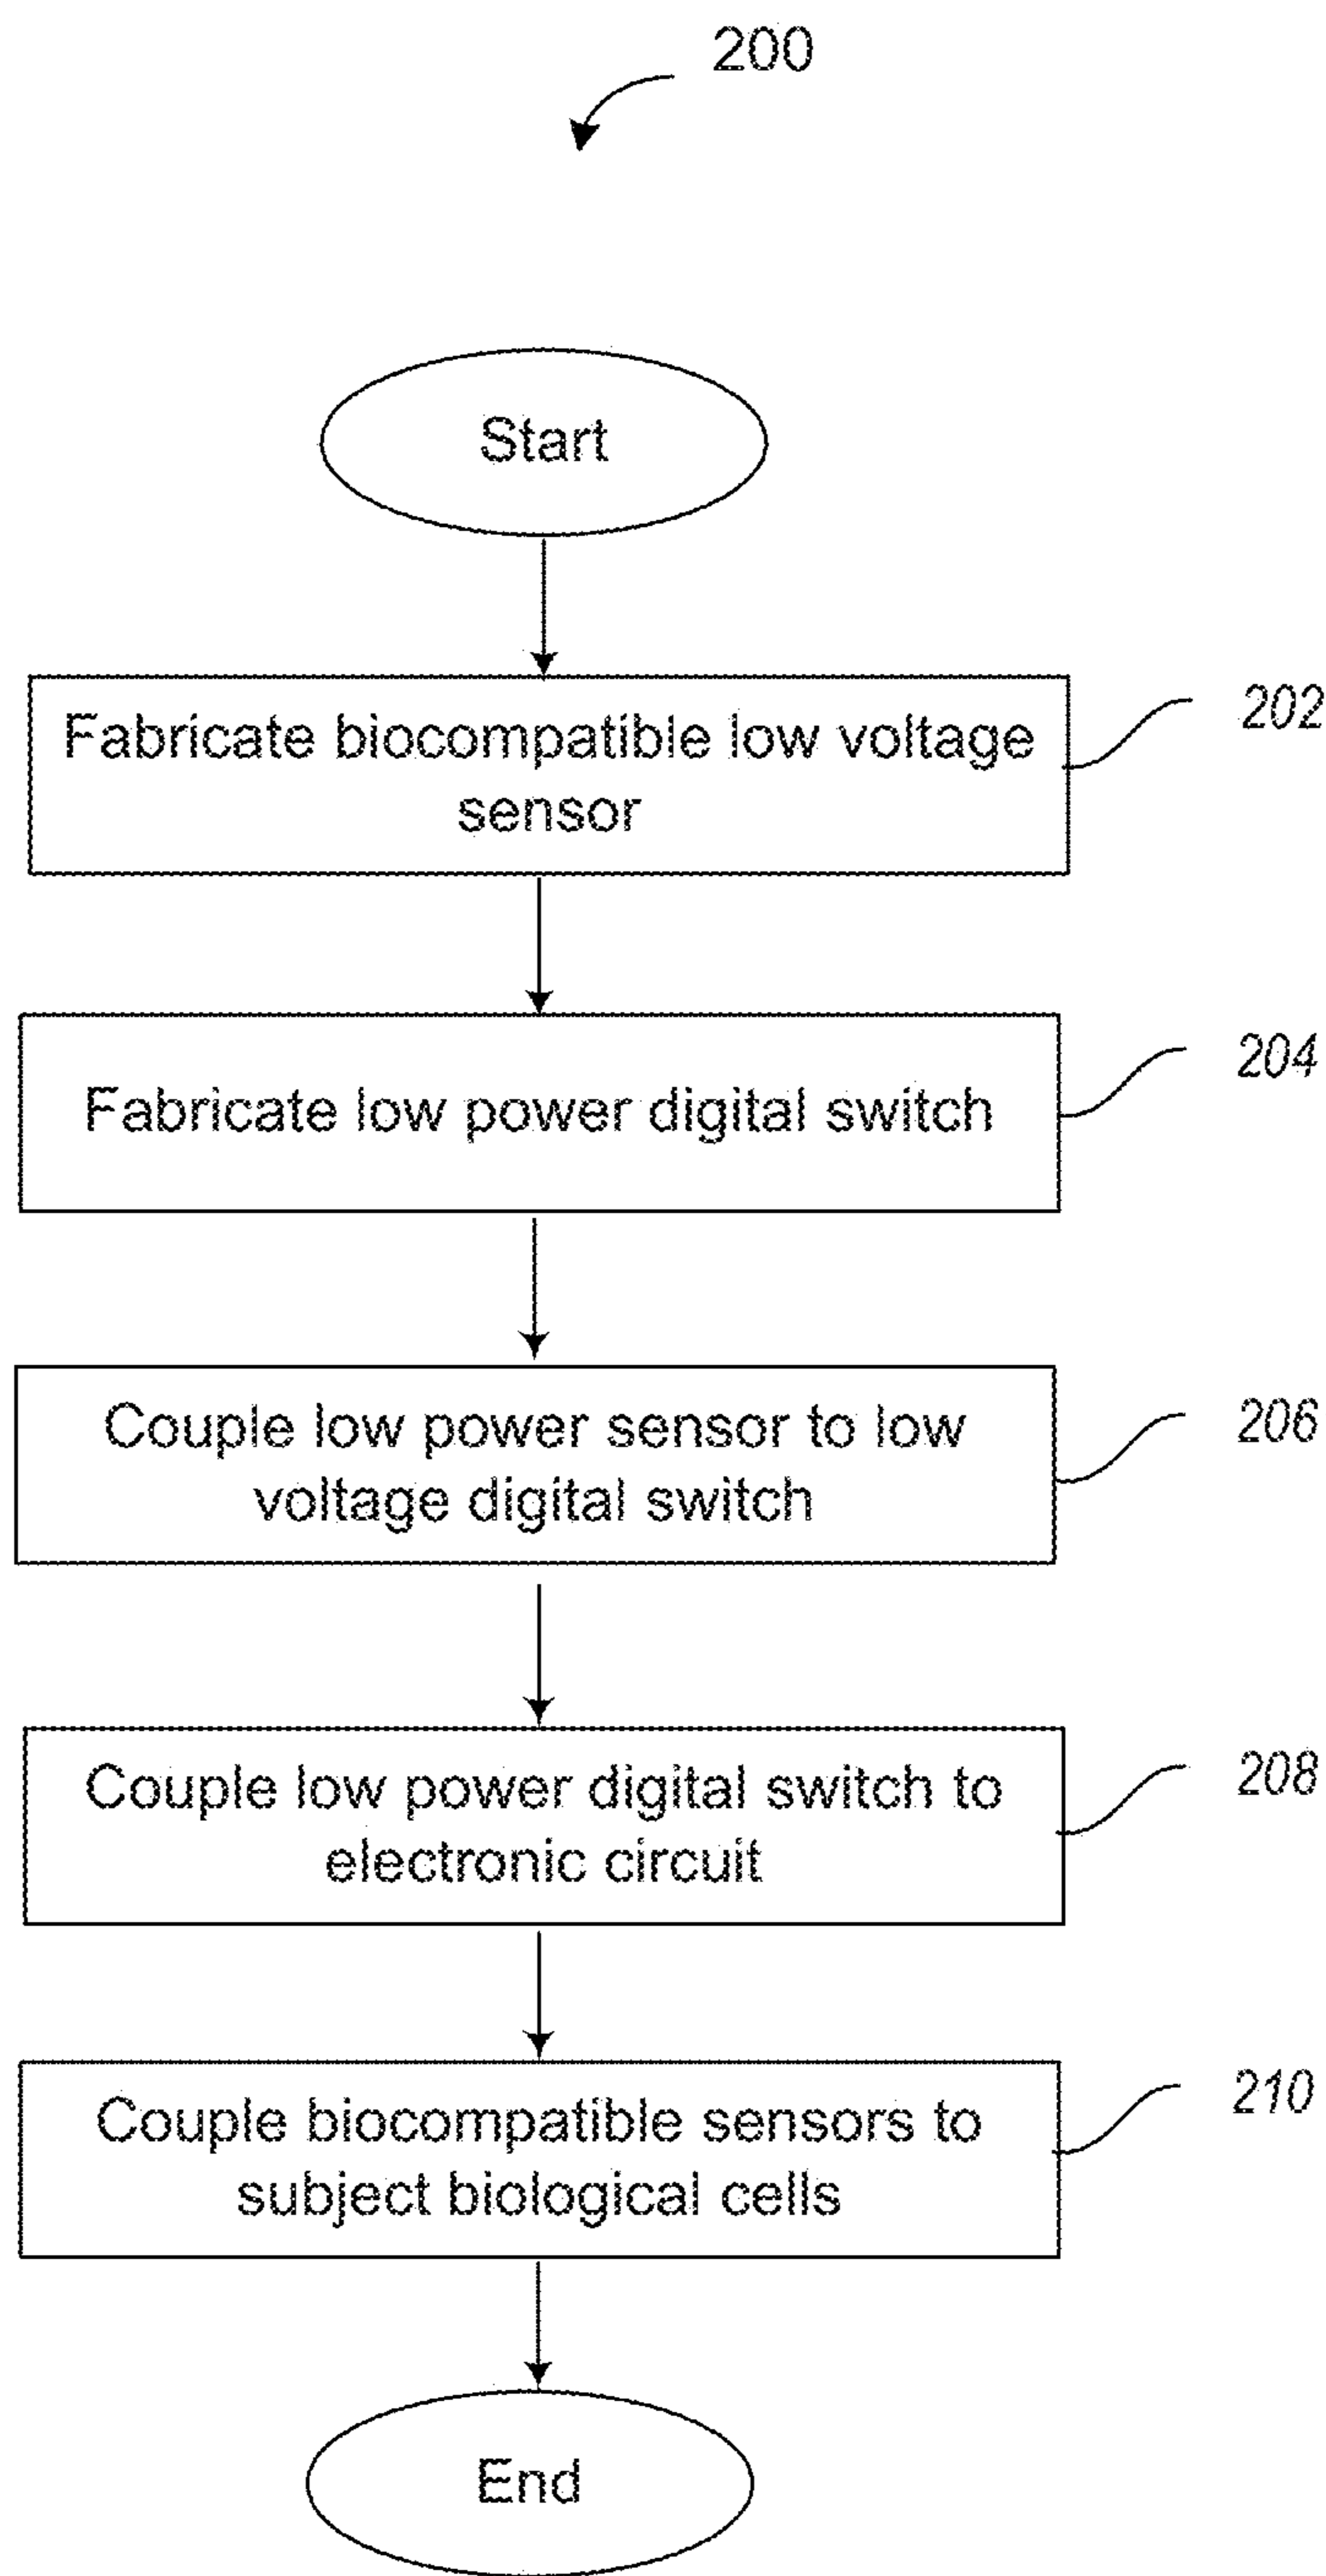 200
Start
Fabricate biocompatible low voltage
sensor
202
Fabricate low power digital switch
204
Couple low power sensor to low
voltage digital switch
206
Couple low power digital switch to
electronic circuit
208
Couple biocompatible sensors to
subject biological cells
210
End